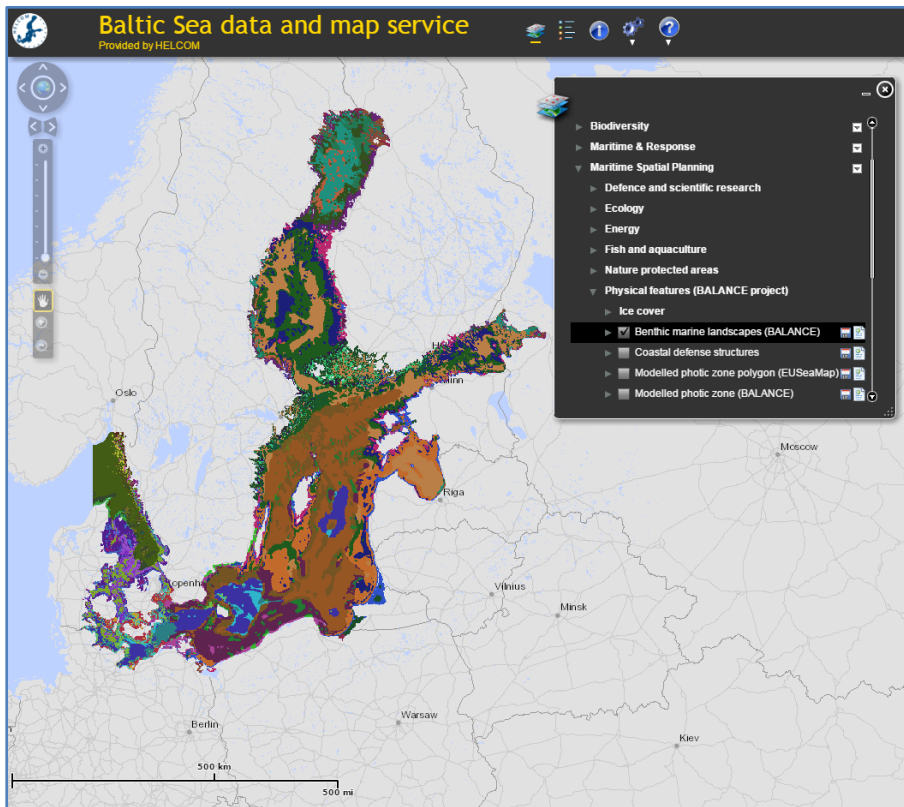 Baltic Sea data and map service
Provided by HELCOM
Biodiversity
Maritime & Response
Maritime Spatial Planning
Defence and scientific research
Ecology
Energy
Fish and aquaculture
Nature protected areas
Physical features (BALANCE project)
Ice cover
Benthic marine landscapes (BALANCE)
Coastal defense structures
Modelled photic zone polygon (EUSeaMap)
Modelled photic zone (BALANCE)
Oslo
Moscow
Riga
Vilnius
Minsk
Berlin
Warsaw
Kiev
500 km
500 mi